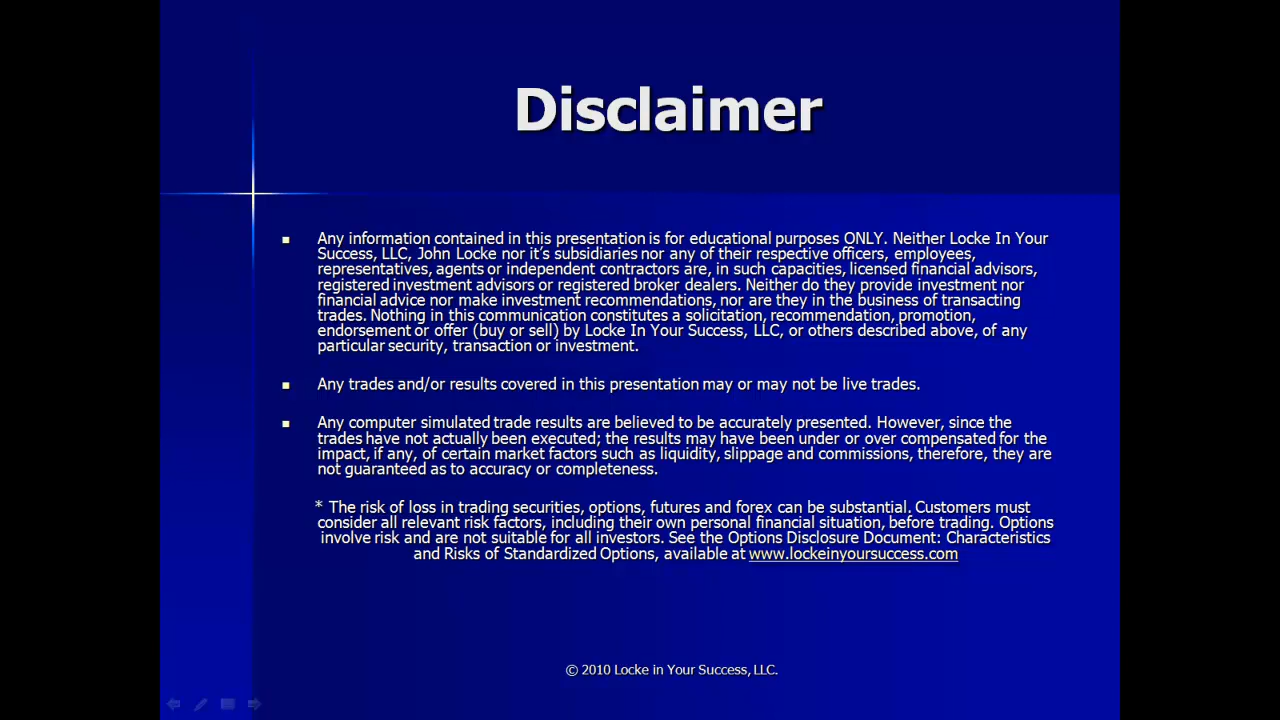 Disclaimer
▪ Any information contained in this presentation is for educational purposes ONLY. Neither Locke In Your
Success, LLC, John Locke nor it's subsidiaries nor any of their respective officers, employees,
representatives, agents or independent contractors are, in such capacities, licensed financial advisors,
registered investment advisors or registered broker dealers. Neither do they provide investment nor
financial advice nor make investment recommendations, nor are they in the business of transacting
trades. Nothing in this communication constitutes a solicitation, recommendation, promotion,
endorsement or offer (buy or sell) by Locke In Your Success, LLC, or others described above, of any
particular security, transaction or investment.
▪ Any trades and/or results covered in this presentation may or may not be live trades.
▪ Any computer simulated trade results are believed to be accurately presented. However, since the
trades have not actually been executed; the results may have been under or over compensated for the
impact, if any, of certain market factors such as liquidity, slippage and commissions, therefore, they are
not guaranteed as to accuracy or completeness.
* The risk of loss in trading securities, options, futures and forex can be substantial. Customers must
consider all relevant risk factors, including their own personal financial situation, before trading. Options
involve risk and are not suitable for all investors. See the Options Disclosure Document: Characteristics
and Risks of Standardized Options, available at www.lockeinyoursuccess.com
© 2010 Locke in Your Success, LLC.